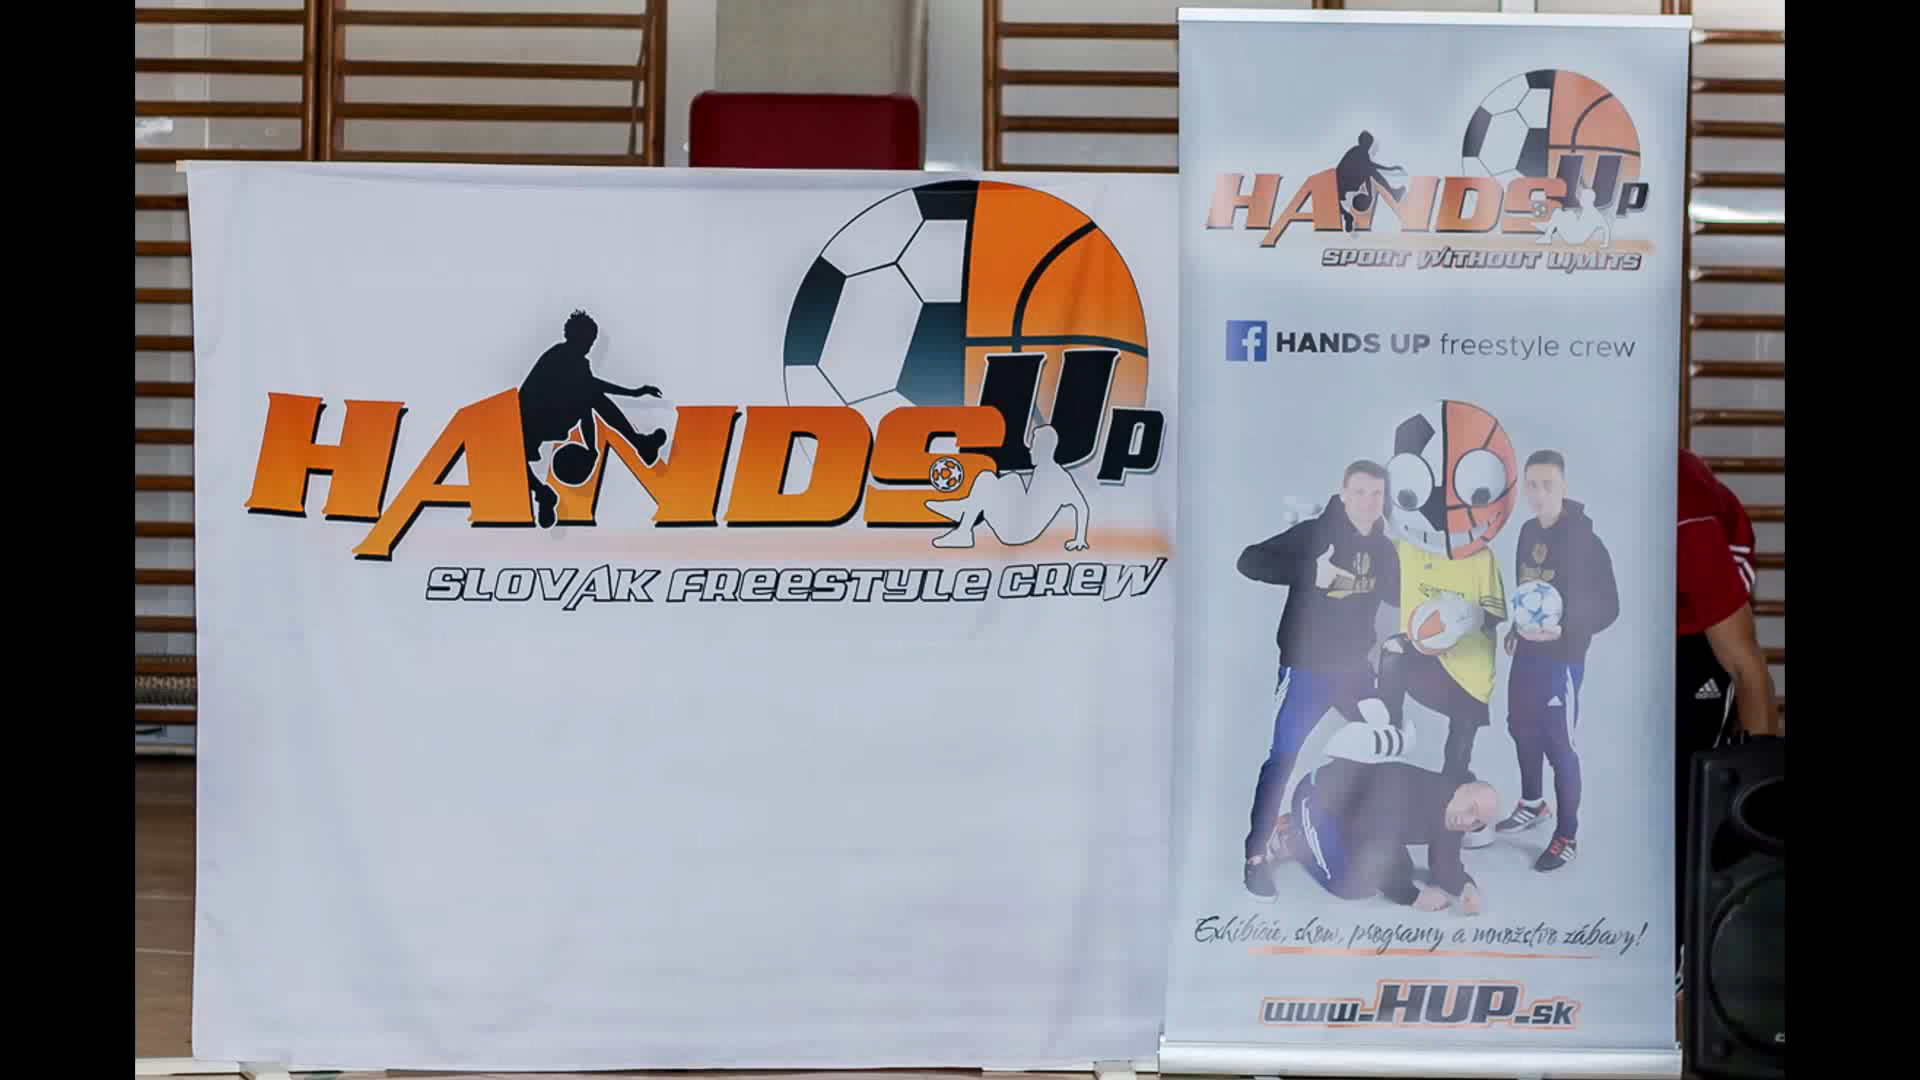 HANDS UP
SLOVAK FREESTYLE CREW
HANDS UP
SPORT WITHOUT LIMITS
f HANDS UP freestyle crew
Exhibície, show, programy a množstvo zábavy!
www.HUP.sk